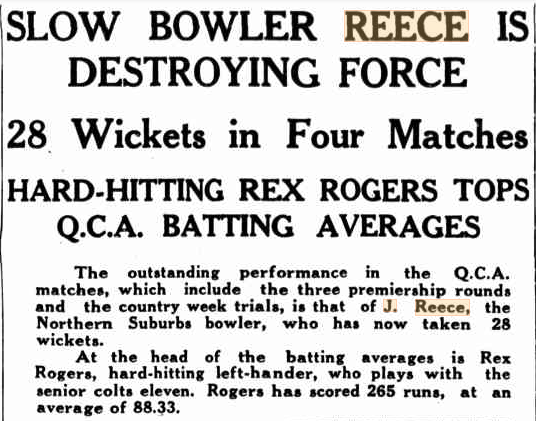 SLOW BOWLER REECE IS
DESTROYING FORCE
28 Wickets in Four Matches
HARD-HITTING REX ROGERS TOPS
Q.C.A. BATTING AVERAGES
The outstanding performance in the Q.C.A.
matches, which include the three premiership rounds
and the country week trials, is that of J. Reece, the
Northern Suburbs bowler, who has now taken 28
wickets.
At the head of the batting averages is Rex
Rogers, hard-hitting left-hander, who plays with the
senior colts eleven. Rogers has scored 265 runs, at an
average of 88.33.